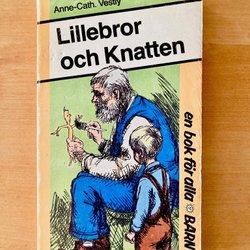 Anne-Cath. Vestly
Lillebror
och Knatten
en bok för alla BARN